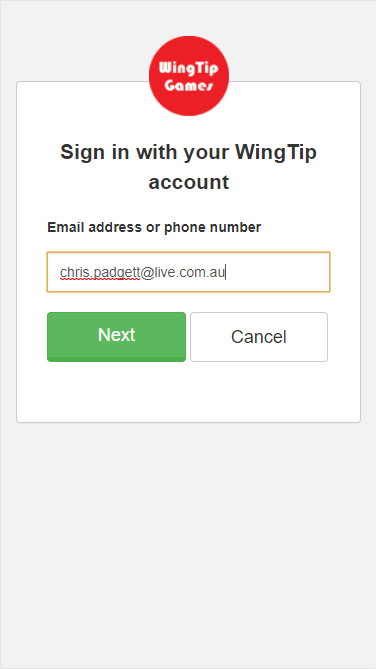 WingTip
Games
Sign in with your WingTip
account
Email address or phone number
chris.padgett@live.com.au
Next
Cancel